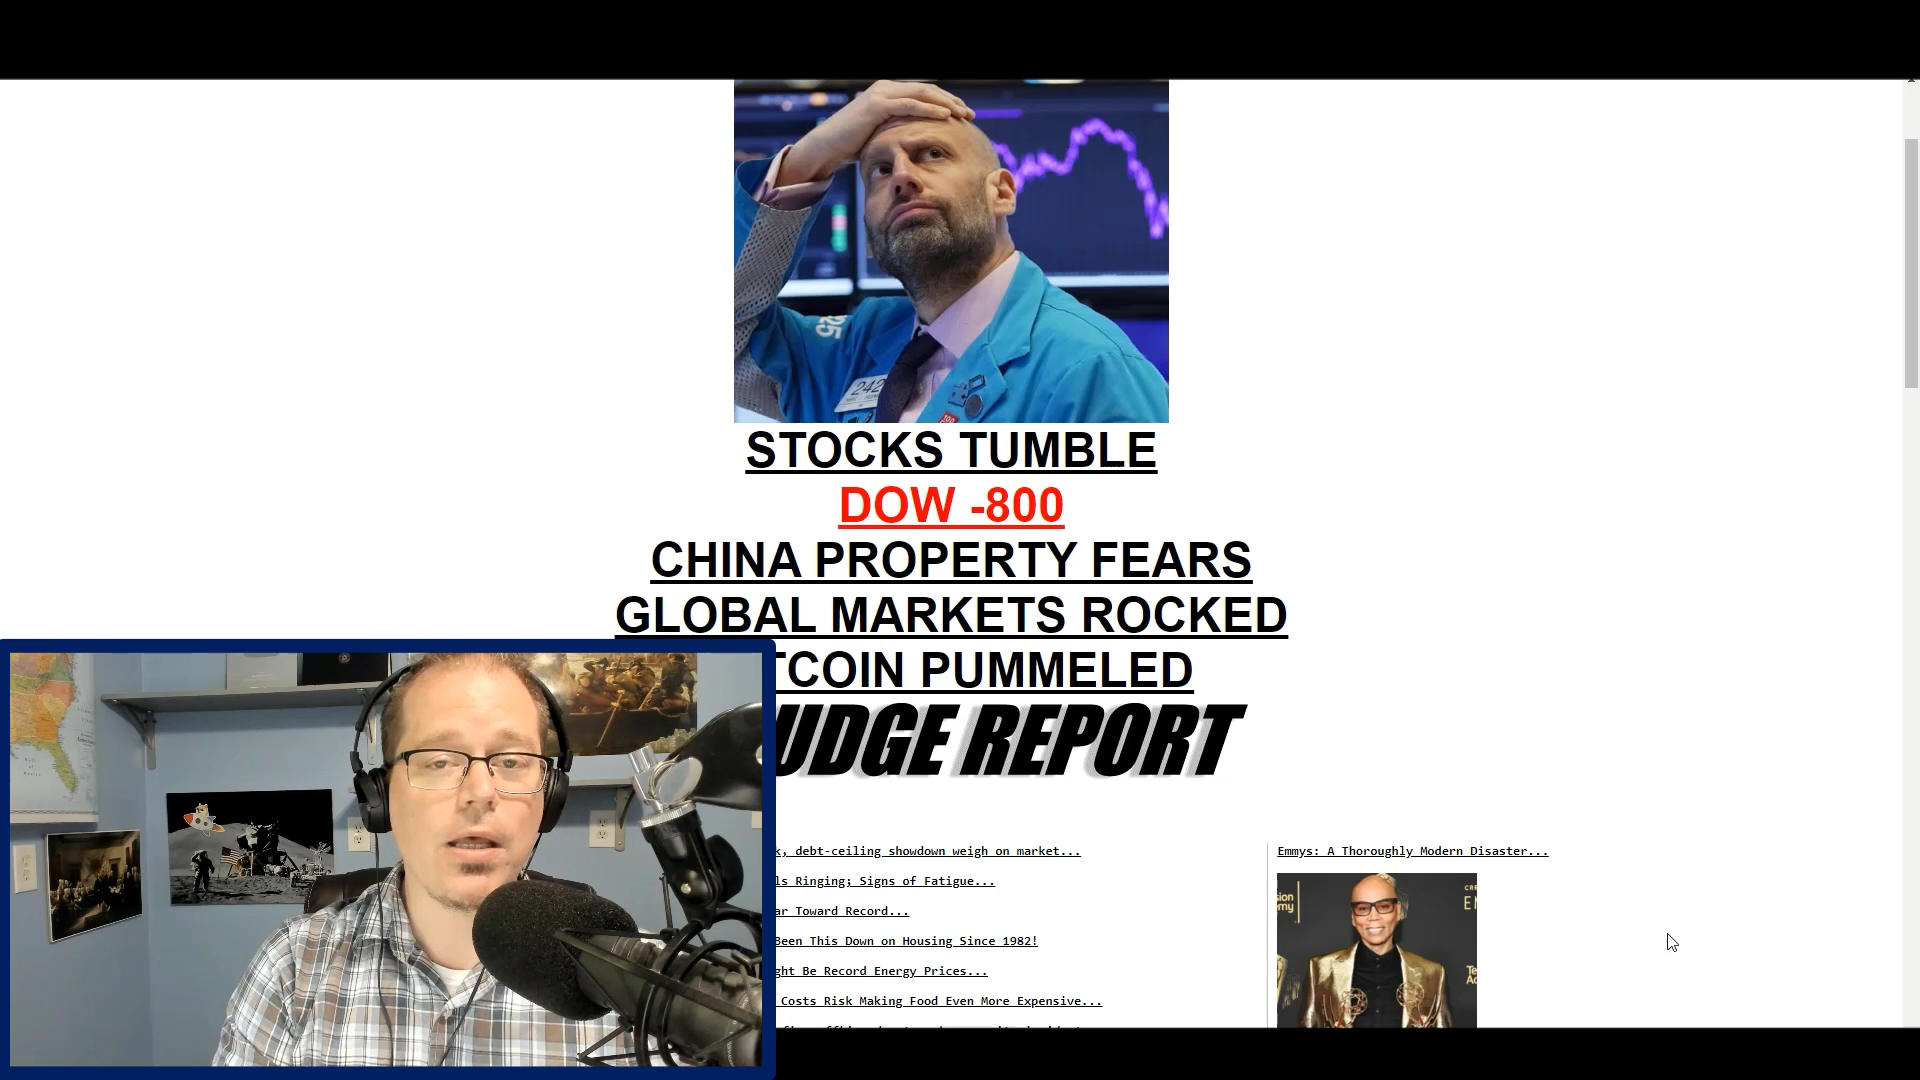 25
242
STOCKS TUMBLE
DOW -800
CHINA PROPERTY FEARS
GLOBAL MARKETS ROCKED
TCOIN PUMMELED
UDGE REPORT
k, debt-ceiling showdown weigh on market...
ls Ringing; Signs of Fatigue...
ar Toward Record...
Been This Down on Housing Since 1982!
ght Be Record Energy Prices...
Costs Risk Making Food Even More Expensive...
Emmys: A Thoroughly Modern Disaster...